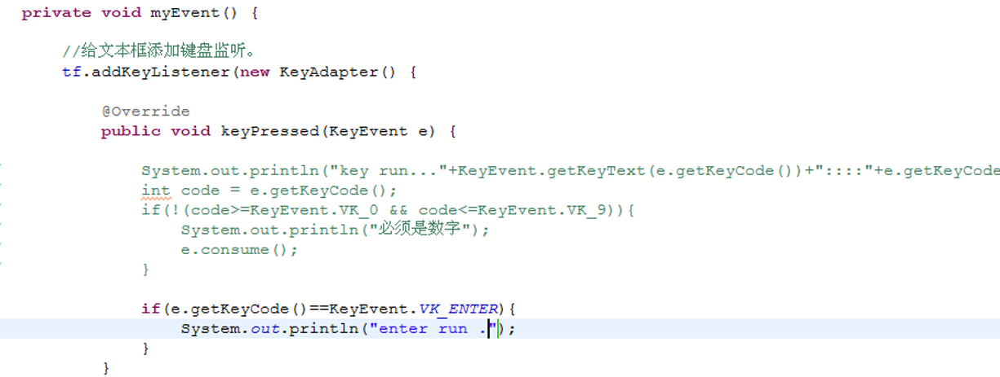 private void myEvent() {
//给文本框添加键盘监听。
tf.addKeyListener(new KeyAdapter() {
@Override
public void keyPressed(KeyEvent e) {
System.out.println("key run..."+KeyEvent.getKeyText(e.getKeyCode())+"::::"+e.getKeyCode
int code = e.getKeyCode();
if(!(code>=KeyEvent.VK_0 && code<=KeyEvent.VK_9)){
System.out.println("必须是数字");
e.consume();
}
if(e.getKeyCode()==KeyEvent.VK_ENTER){
System.out.println("enter run .");
}
}